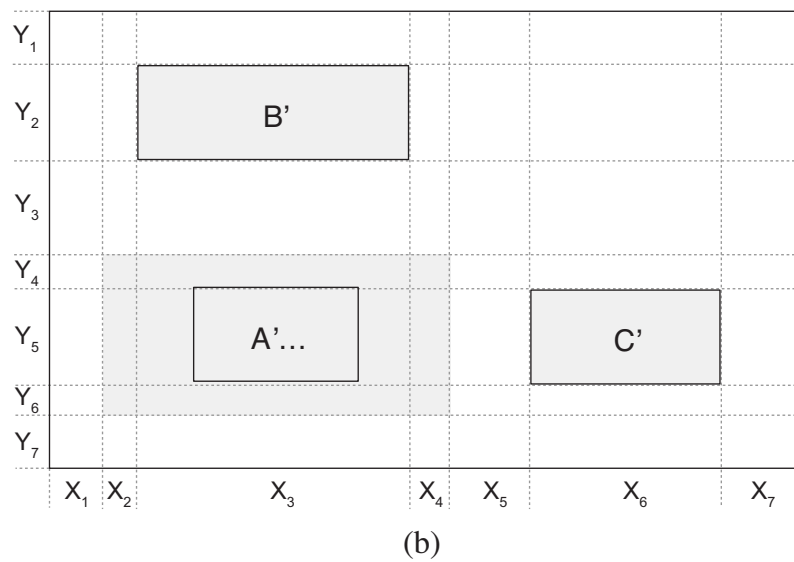 Y₁
B’
Y₂
Y₃
Y₄
A’...
C’
Y₅
Y₆
Y₇
X₁ X₂ X₃ X₄ X₅ X₆ X₇
(b)